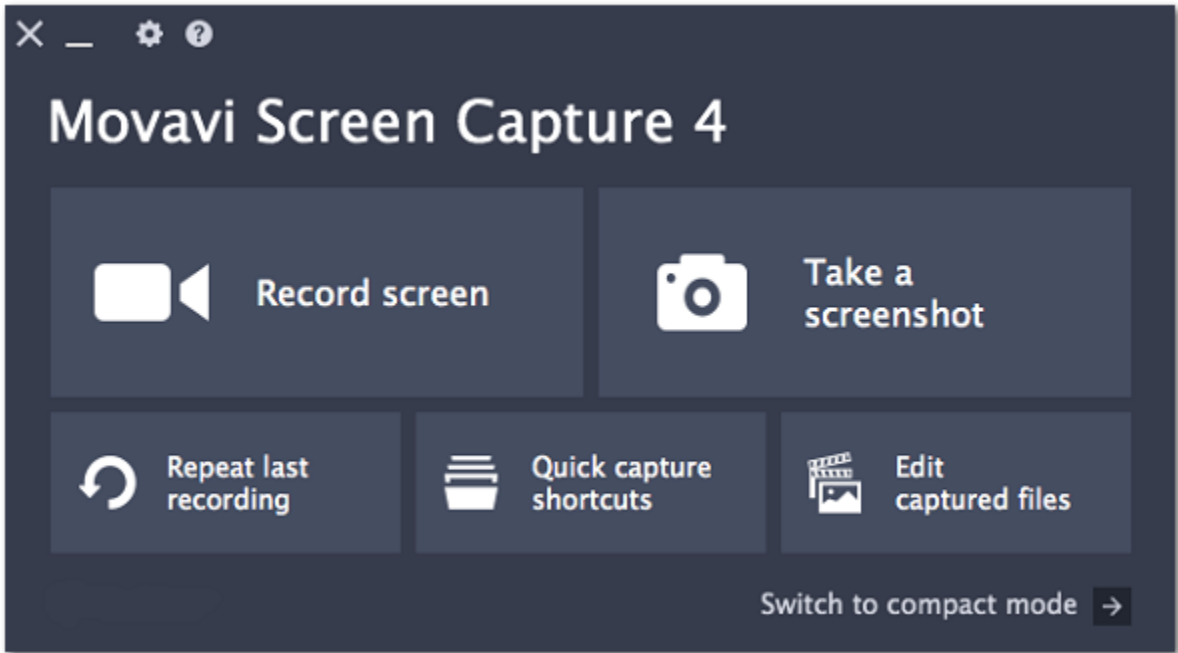 Movavi Screen Capture 4
Record screen
Take a
screenshot
Repeat last
recording
Quick capture
shortcuts
Edit
captured files
Switch to compact mode